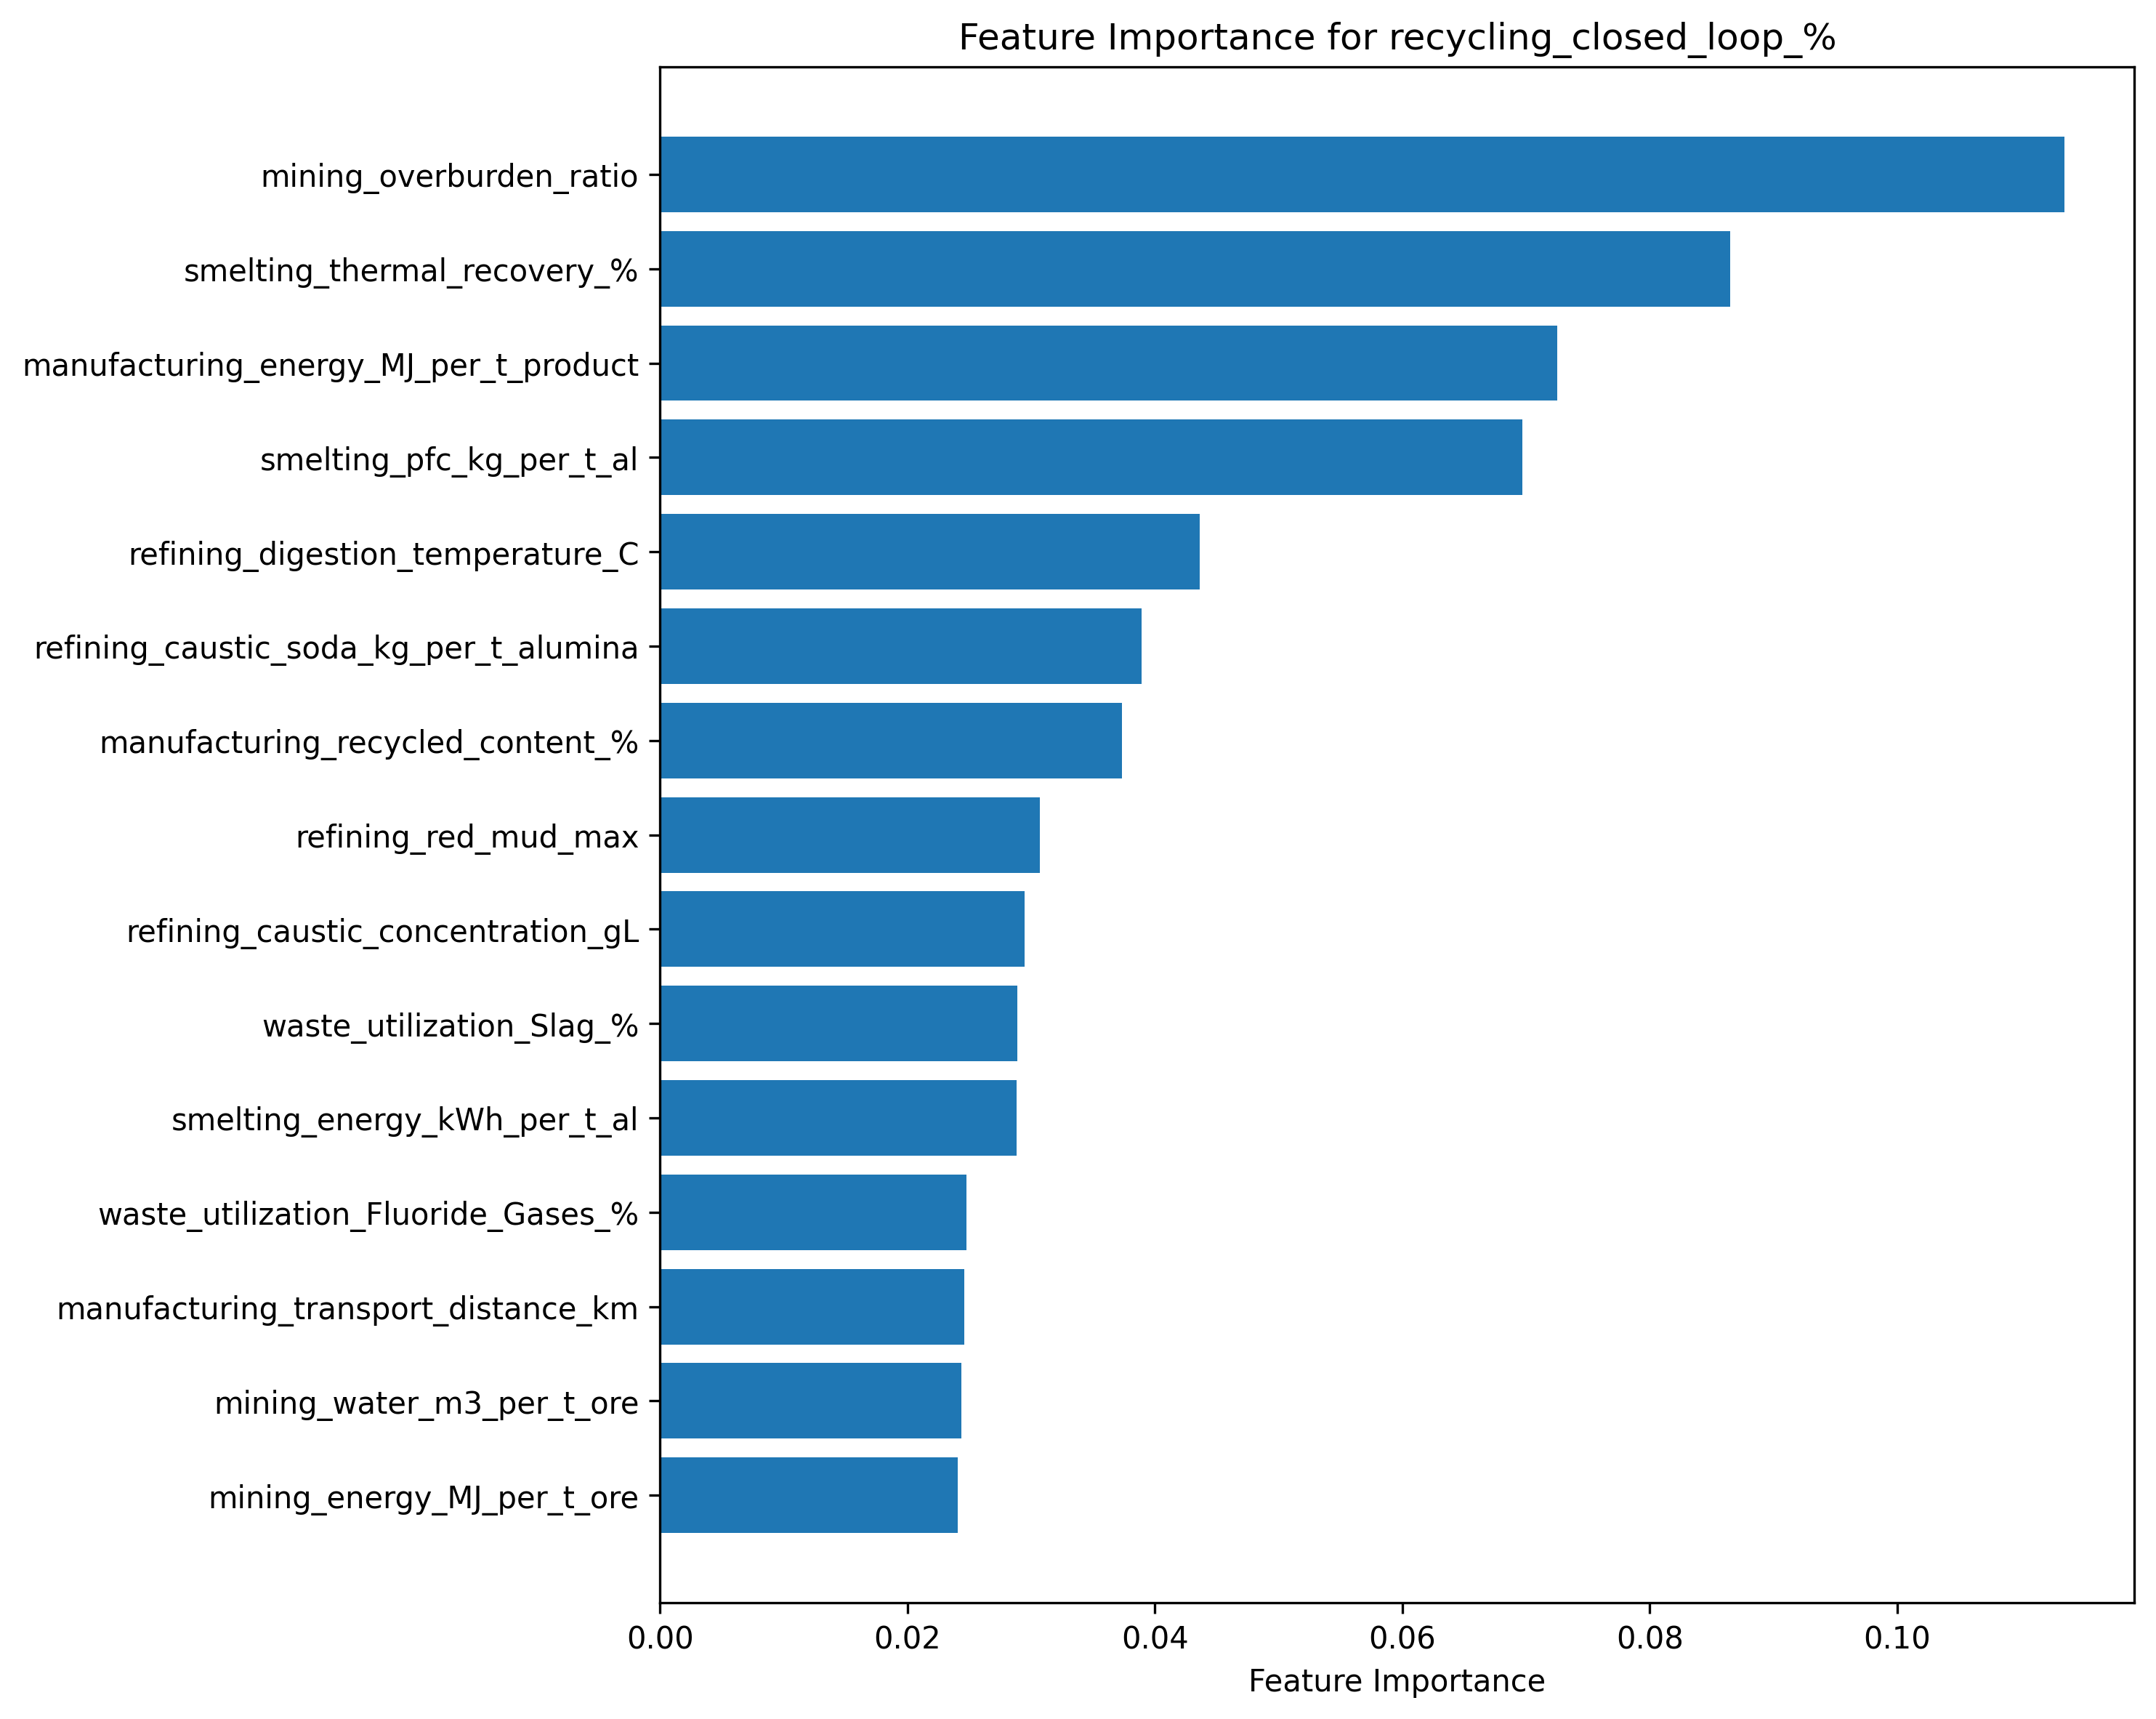 Feature Importance for recycling_closed_loop_%
mining_overburden_ratio
smelting_thermal_recovery_%
manufacturing_energy_MJ_per_t_product
smelting_pfc_kg_per_t_al
refining_digestion_temperature_C
refining_caustic_soda_kg_per_t_alumina
manufacturing_recycled_content_%
refining_red_mud_max
refining_caustic_concentration_gL
waste_utilization_Slag_%
smelting_energy_kWh_per_t_al
waste_utilization_Fluoride_Gases_%
manufacturing_transport_distance_km
mining_water_m3_per_t_ore
mining_energy_MJ_per_t_ore
0.00 0.02 0.04 0.06 0.08 0.10
Feature Importance